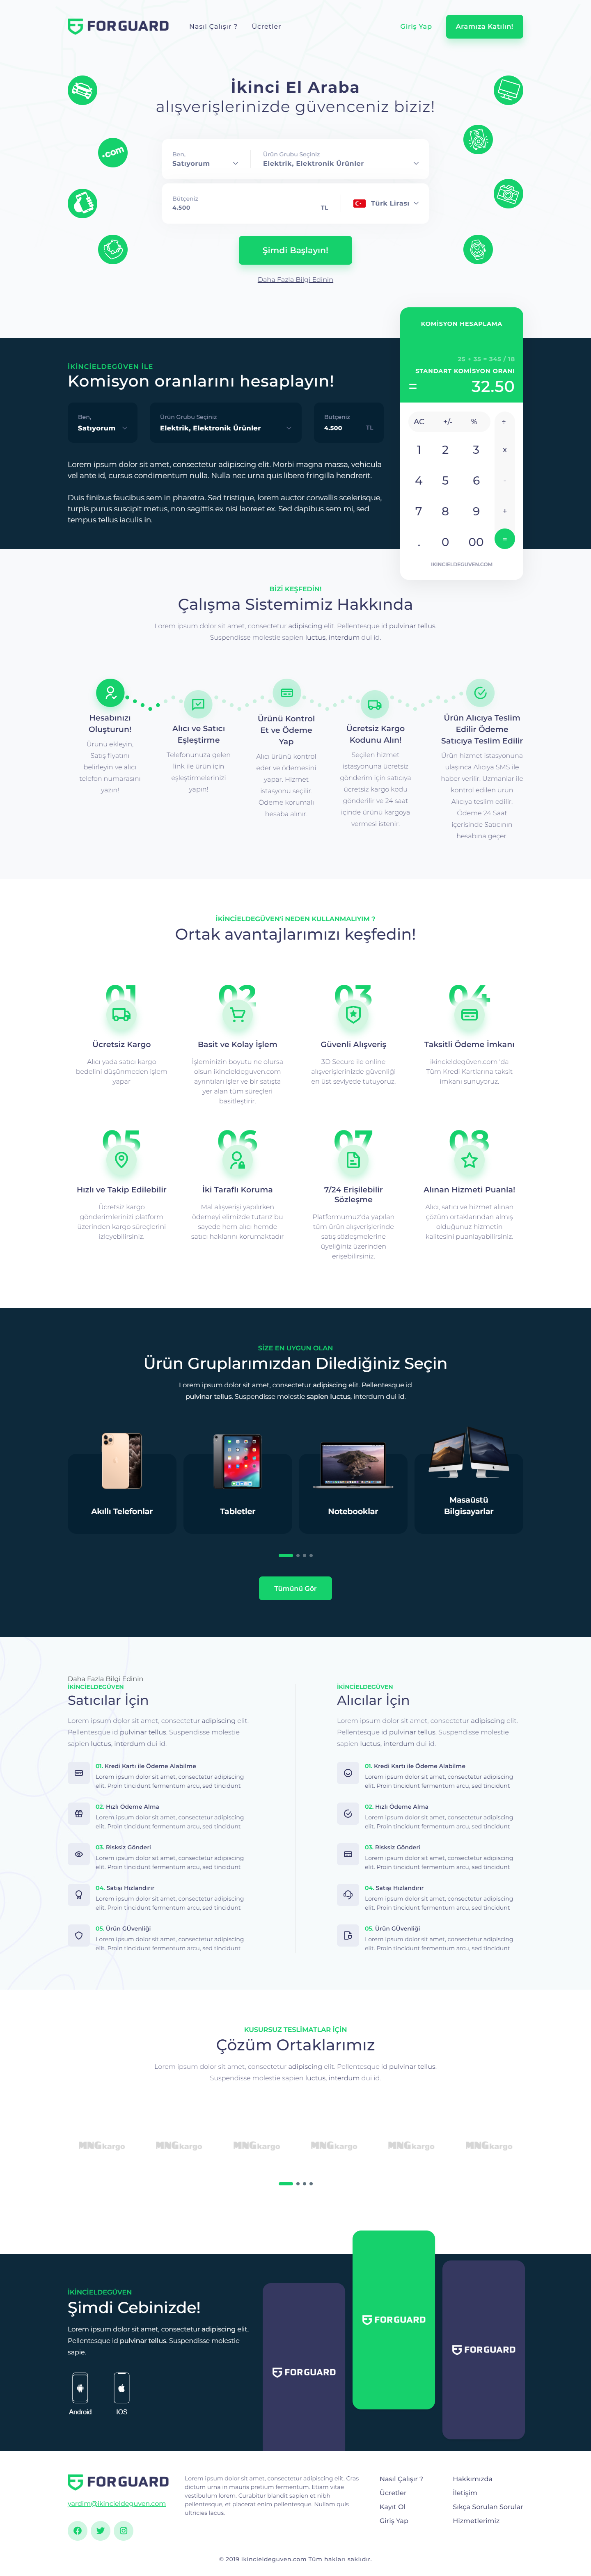 FORGUARD
Nasıl Çalışır ?
Ücretler
Giriş Yap
Aramıza Katılın!
İkinci El Araba
alışverişlerinizde güvenceniz biziz!
.com
Ben,
Satıyorum
Ürün Grubu Seçiniz
Elektrik, Elektronik Ürünler
Bütçeniz
4.500
TL
Türk Lirası
Şimdi Başlayın!
Daha Fazla Bilgi Edinin
İKİNCİELDEGÜVEN İLE
Komisyon oranlarını hesaplayın!
Ben,
Satıyorum
Ürün Grubu Seçiniz
Elektrik, Elektronik Ürünler
Bütçeniz
4.500
TL
Lorem ipsum dolor sit amet, consectetur adipiscing elit. Morbi magna massa, vehicula
vel ante id, cursus condimentum nulla. Nulla nec urna quis libero fringilla hendrerit.
Duis finibus faucibus sem in pharetra. Sed tristique, lorem auctor convallis scelerisque,
turpis purus suscipit metus, non sagittis ex nisi laoreet ex. Sed dapibus sem mi, sed
tempus tellus iaculis in.
KOMİSYON HESAPLAMA
STANDART KOMİSYON ORANI
= 32.50
AC +/- % ÷
1 2 3 x
4 5 6 -
7 8 9 +
. 0 00 =
IKINCIELDEGUVEN.COM
BİZİ KEŞFEDİN!
Çalışma Sistemimiz Hakkında
Lorem ipsum dolor sit amet, consectetur adipiscing elit. Pellentesque id pulvinar tellus.
Suspendisse molestie sapien luctus, interdum dui id.
Hesabınızı
Oluşturun!
Ürünü ekleyin,
Satış fiyatını
belirleyin ve alıcı
telefon numarasını
yazın!
Alıcı ve Satıcı
Eşleştirme
Telefonunuza gelen
link ile ürün için
eşleştirmelerinizi
yapın!
Ürünü Kontrol
Et ve Ödeme
Yap
Alıcı ürünü kontrol
eder ve ödemesini
yapar. Hizmet
istasyonu seçilir.
Ödeme korumalı
hesaba alınır.
Ücretsiz Kargo
Kodunu Alın!
Seçilen hizmet
istasyonuna ücretsiz
gönderim için satıcıya
ücretsiz kargo kodu
gönderilir ve 24 saat
içinde ürünü kargoya
vermesi istenir.
Ürün Alıcıya Teslim
Edilir Ödeme
Satıcıya Teslim Edilir
Ürün hizmet istasyonuna
ulaşınca Alıcıya SMS ile
haber verilir. Uzmanlar ile
kontrol edilen ürün
Alıcıya teslim edilir.
Ödeme 24 Saat
içerisinde Satıcının
hesabına geçer.
İKİNCİELDEGÜVEN'I NEDEN KULLANMALIYIM ?
Ortak avantajlarımızı keşfedin!
01
Ücretsiz Kargo
Alıcı yada satıcı kargo
bedelini düşünmeden işlem
yapar
02
Basit ve Kolay İşlem
İşleminizin boyutu ne olursa
olsun ikincieldeguven.com
ayrıntıları işler ve bir satışta
yer alan tüm süreçleri
basitleştirir.
03
Güvenli Alışveriş
3D Secure ile online
alışverişlerinizde güvenliği
en üst seviyede tutuyoruz.
04
Taksitli Ödeme İmkanı
ikincieldegüven.com 'da
Tüm Kredi Kartlarına taksit
imkanı sunuyoruz.
05
Hızlı ve Takip Edilebilir
Ücretsiz kargo
gönderimlerinizi platform
üzerinden kargo süreçlerini
izleyebilirsiniz.
06
İki Taraflı Koruma
Mal alışverişi yapılırken
ödemeyi elimizde tutarız bu
sayede hem alıcı hemde
satıcı haklarını korumaktadır
07
7/24 Erişilebilir
Sözleşme
Platformumuz'da yapılan
tüm ürün alışverişlerinde
satış sözleşmelerine
üyeliğiniz üzerinden
erişebilirsiniz.
08
Alınan Hizmeti Puanla!
Alıcı, satıcı ve hizmet alınan
çözüm ortaklarından almış
olduğunuz hizmetin
kalitesini puanlayabilirsiniz.
SİZE EN UYGUN OLAN
Ürün Gruplarımızdan Dilediğiniz Seçin
Lorem ipsum dolor sit amet, consectetur adipiscing elit. Pellentesque id
pulvinar tellus. Suspendisse molestie sapien luctus, interdum dui id.
Akıllı Telefonlar
Tabletler
Notebooklar
Masaüstü
Bilgisayarlar
Tümünü Gör
Daha Fazla Bilgi Edinin
İKİNCİELDEGÜVEN
Satıcılar İçin
Lorem ipsum dolor sit amet, consectetur adipiscing elit.
Pellentesque id pulvinar tellus. Suspendisse molestie
sapien luctus, interdum dui id.
01. Kredi Kartı ile Ödeme Alabilme
Lorem ipsum dolor sit amet, consectetur adipiscing
elit. Proin tincidunt fermentum arcu, sed tincidunt
02. Hızlı Ödeme Alma
Lorem ipsum dolor sit amet, consectetur adipiscing
elit. Proin tincidunt fermentum arcu, sed tincidunt
03. Risksiz Gönderi
Lorem ipsum dolor sit amet, consectetur adipiscing
elit. Proin tincidunt fermentum arcu, sed tincidunt
04. Satışı Hızlandırır
Lorem ipsum dolor sit amet, consectetur adipiscing
elit. Proin tincidunt fermentum arcu, sed tincidunt
05. Ürün GÜvenliği
Lorem ipsum dolor sit amet, consectetur adipiscing
elit. Proin tincidunt fermentum arcu, sed tincidunt
İKİNCİELDEGÜVEN
Alıcılar İçin
Lorem ipsum dolor sit amet, consectetur adipiscing elit.
Pellentesque id pulvinar tellus. Suspendisse molestie
sapien luctus, interdum dui id.
01. Kredi Kartı ile Ödeme Alabilme
Lorem ipsum dolor sit amet, consectetur adipiscing
elit. Proin tincidunt fermentum arcu, sed tincidunt
02. Hızlı Ödeme Alma
Lorem ipsum dolor sit amet, consectetur adipiscing
elit. Proin tincidunt fermentum arcu, sed tincidunt
03. Risksiz Gönderi
Lorem ipsum dolor sit amet, consectetur adipiscing
elit. Proin tincidunt fermentum arcu, sed tincidunt
04. Satışı Hızlandırır
Lorem ipsum dolor sit amet, consectetur adipiscing
elit. Proin tincidunt fermentum arcu, sed tincidunt
05. Ürün GÜvenliği
Lorem ipsum dolor sit amet, consectetur adipiscing
elit. Proin tincidunt fermentum arcu, sed tincidunt
KUSURSUZ TESLİMATLAR İÇİN
Çözüm Ortaklarımız
Lorem ipsum dolor sit amet, consectetur adipiscing elit. Pellentesque id pulvinar tellus.
Suspendisse molestie sapien luctus, interdum dui id.
MNGkargo
MNGkargo
MNGkargo
MNGkargo
MNGkargo
MNGkargo
İKİNCİELDEGÜVEN
Şimdi Cebinizde!
Lorem ipsum dolor sit amet, consectetur adipiscing elit.
Pellentesque id pulvinar tellus. Suspendisse molestie
sapie.
Android
IOS
FORGUARD
FORGUARD
FORGUARD
FORGUARD
yardim@ikincieldeguven.com
Lorem ipsum dolor sit amet, consectetur adipiscing elit. Cras
dictum urna in mauris pretium fermentum. Etiam vitae
vestibulum lorem. Curabitur blandit sapien et nibh
pellentesque, et placerat enim pellentesque. Nullam quis
ultricies lacus.
Nasıl Çalışır ?
Ücretler
Kayıt Ol
Giriş Yap
Hakkımızda
İletişim
Sıkça Sorulan Sorular
Hizmetlerimiz
© 2019 ikincieldeguven.com Tüm hakları saklıdır.